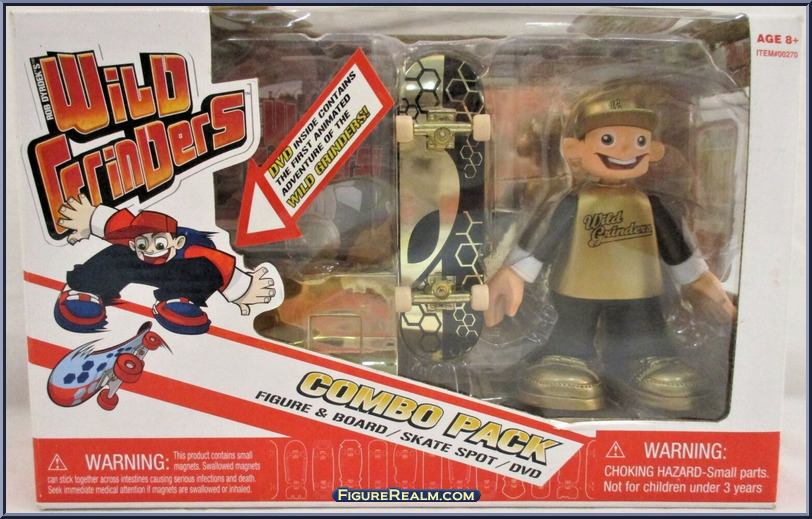 AGE 8+
ITEM#00270
ROB DYRDEK'S
WiLD
GrinDerS
DVD INSIDE CONTAINS
THE FIRST ANIMATED
ADVENTURE OF THE
WILD GRINDERS!
Wild
Grinders
COMBO PACK
FIGURE & BOARD / SKATE SPOT / DVD
WARNING: This product contains small
magnets. Swallowed magnets
can stick together across intestines causing serious infections and death.
Seek immediate medical attention if magnets are swallowed or inhaled.
WARNING:
CHOKING HAZARD-Small parts.
Not for children under 3 years
FIGUREREALM.COM